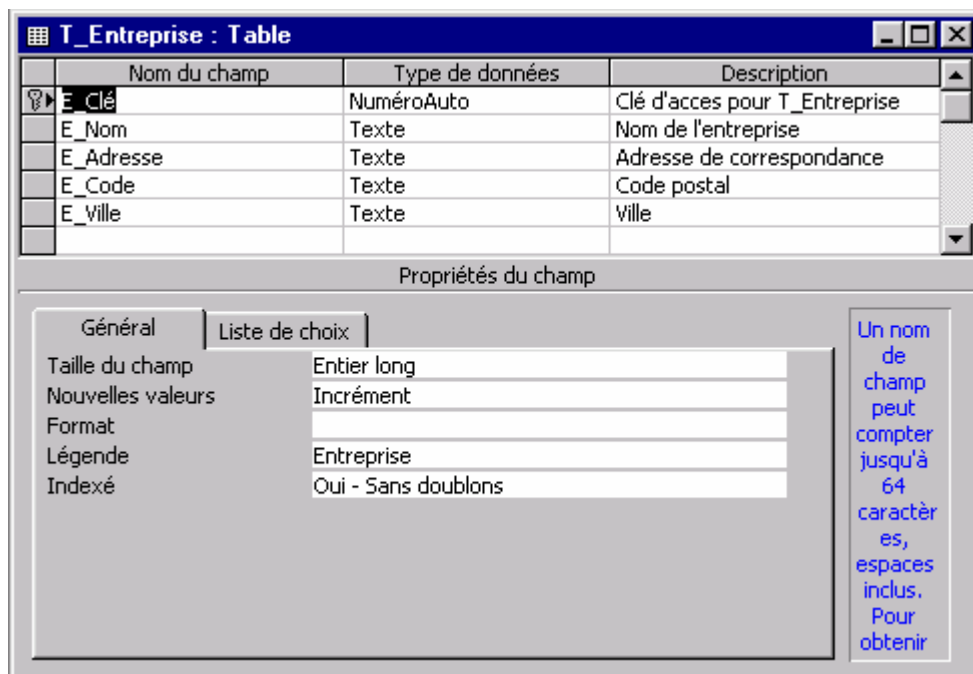 T_Entreprise : Table
Nom du champ Type de données Description
E_Clé NuméroAuto Clé d'acces pour T_Entreprise
E_Nom Texte Nom de l'entreprise
E_Adresse Texte Adresse de correspondance
E_Code Texte Code postal
E_Ville Texte Ville
Propriétés du champ
Général Liste de choix
Taille du champ Entier long
Nouvelles valeurs Incrément
Format
Légende Entreprise
Indexé Oui - Sans doublons
Un nom
de
champ
peut
compter
jusqu'à
64
caractèr
es,
espaces
inclus.
Pour
obtenir